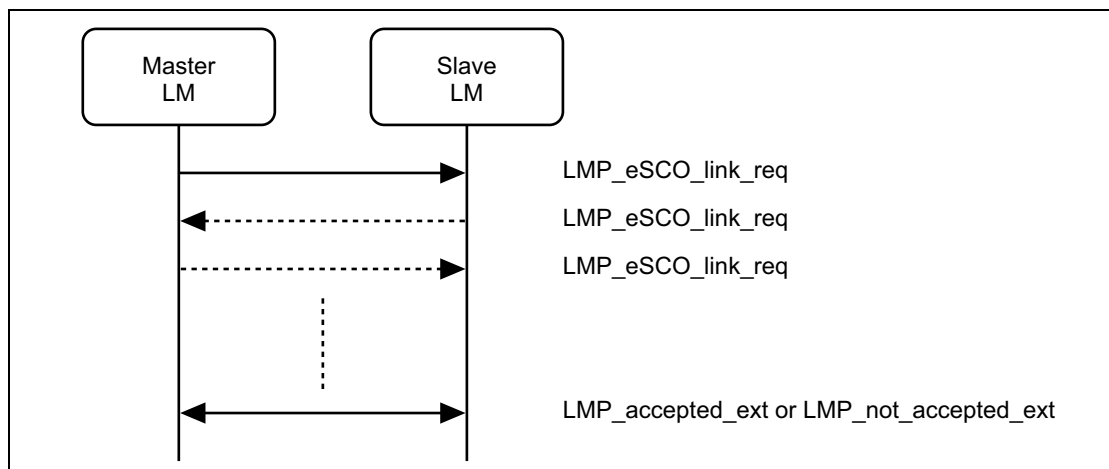 Master
LM
Slave
LM
LMP_eSCO_link_req
LMP_eSCO_link_req
LMP_eSCO_link_req
LMP_accepted_ext or LMP_not_accepted_ext